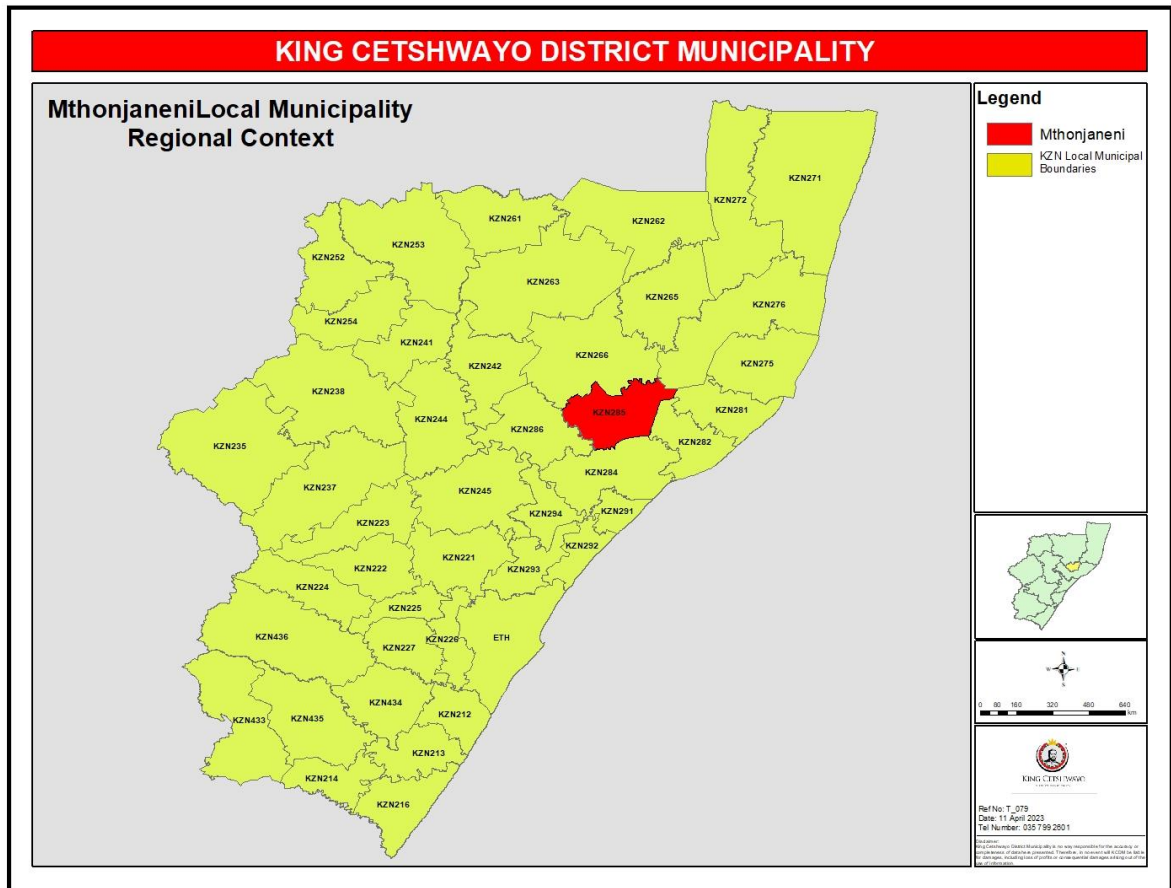 KING CETSHWAYO DISTRICT MUNICIPALITY
MthonjaneniLocal Municipality
Regional Context
Legend
Mthonjaneni
KZN Local Municipal
Boundaries
KZN271
KZN272
KZN261
KZN262
KZN253
KZN252
KZN263
KZN265
KZN276
KZN254
KZN241
KZN266
KZN275
KZN242
KZN238
KZN285
KZN281
KZN244
KZN286
KZN235
KZN282
KZN284
KZN237
KZN245
KZN294
KZN291
KZN223
KZN292
KZN221
KZN222
KZN293
KZN224
KZN225
KZN436
KZN226
ETH
KZN227
KZN434
KZN212
KZN433
KZN435
KZN213
KZN214
KZN216
N
W E
S
0 80 160 320 480 640
Km
KING CETSHWAYO
Ref No: T_079
Date: 11 April 2023
Tel Number: 035 799 2501
Disclaimer: